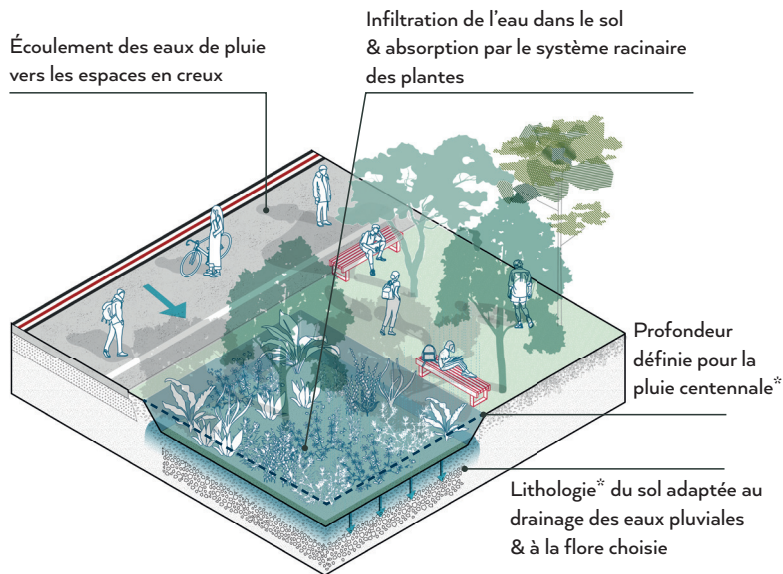 Écoulement des eaux de pluie
vers les espaces en creux
Infiltration de l'eau dans le sol
& absorption par le système racinaire
des plantes
Profondeur
définie pour la
pluie centennale*
Lithologie* du sol adaptée au
drainage des eaux pluviales
& à la flore choisie